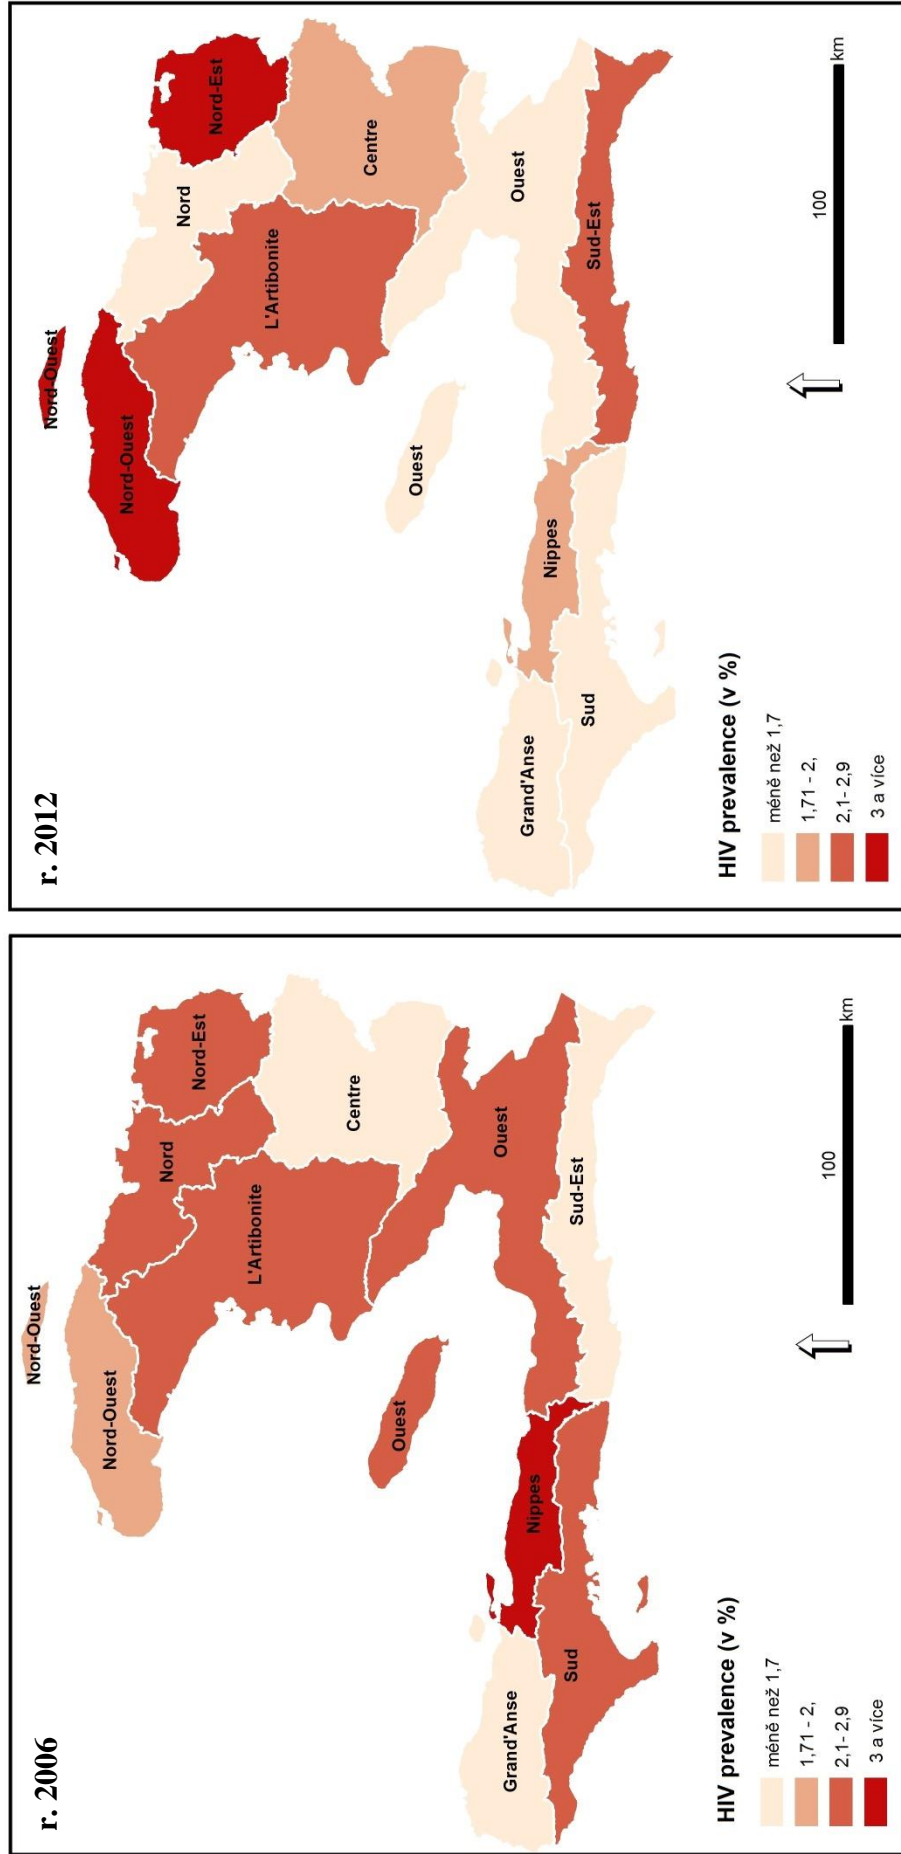 r. 2006
Nord-Ouest
Nord-Ouest
Nord
Nord-Est
L'Artibonite
Centre
Ouest
Ouest
Grand'Anse
Nippes
Sud
Sud-Est
HIV prevalence (v %)
méně než 1,7
1,71 - 2,
2,1- 2,9
3 a více
100
km
r. 2012
Nord-Ouest
Nord-Ouest
Nord
Nord-Est
L'Artibonite
Centre
Ouest
Ouest
Grand'Anse
Nippes
Sud
Sud-Est
HIV prevalence (v %)
méně než 1,7
1,71 - 2,
2,1- 2,9
3 a více
100
km